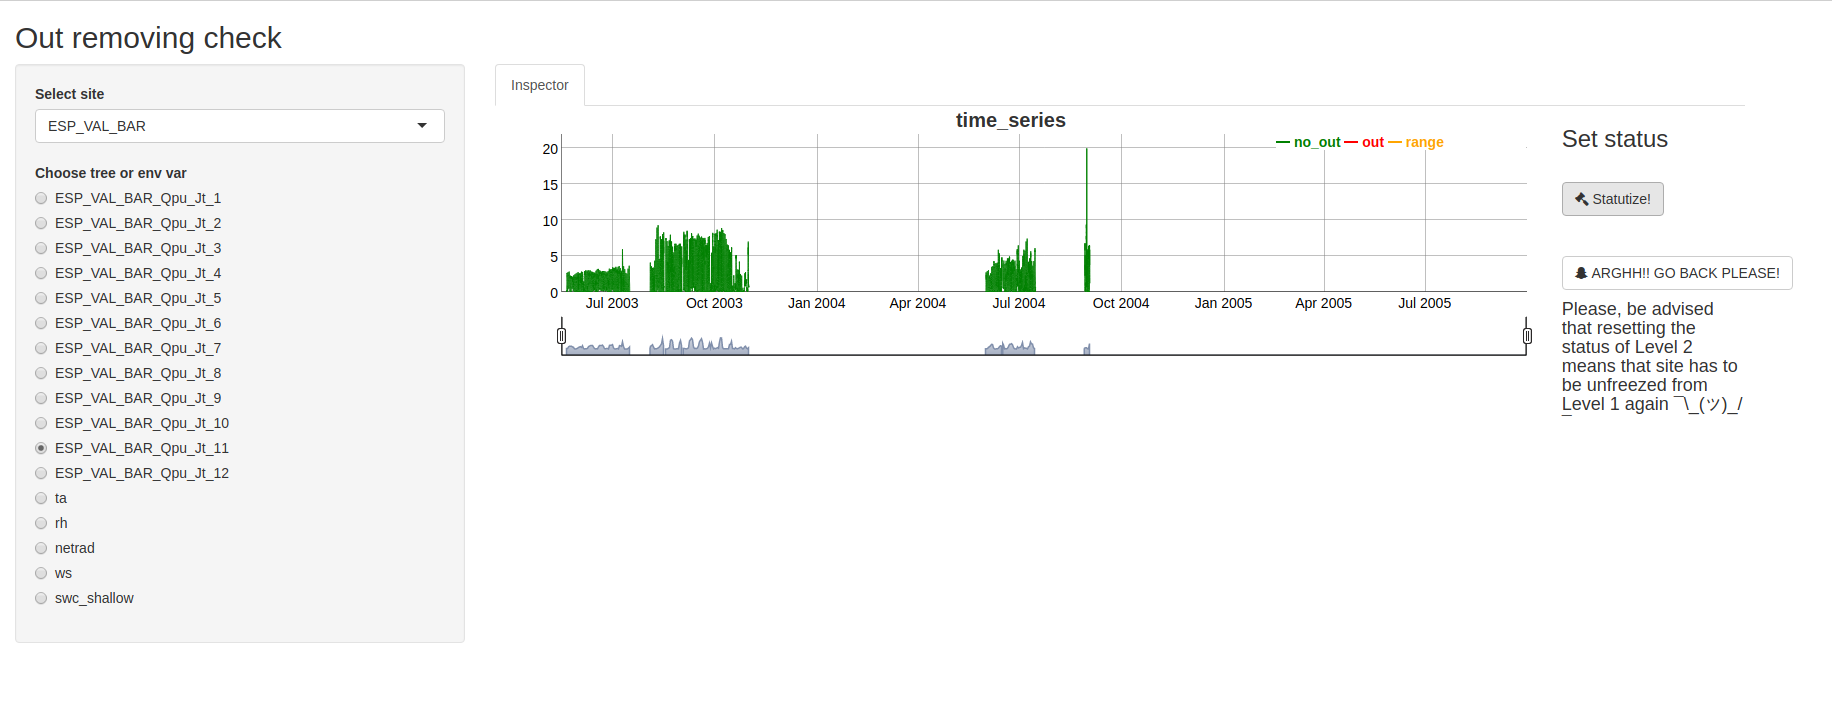 Out removing check
Select site
ESP_VAL_BAR
Choose tree or env var
ESP_VAL_BAR_Qpu_Jt_1
ESP_VAL_BAR_Qpu_Jt_2
ESP_VAL_BAR_Qpu_Jt_3
ESP_VAL_BAR_Qpu_Jt_4
ESP_VAL_BAR_Qpu_Jt_5
ESP_VAL_BAR_Qpu_Jt_6
ESP_VAL_BAR_Qpu_Jt_7
ESP_VAL_BAR_Qpu_Jt_8
ESP_VAL_BAR_Qpu_Jt_9
ESP_VAL_BAR_Qpu_Jt_10
ESP_VAL_BAR_Qpu_Jt_11
ESP_VAL_BAR_Qpu_Jt_12
ta
rh
netrad
ws
swc_shallow
Inspector
time_series
no_out out range
20
15
10
5
0
Jul 2003 Oct 2003 Jan 2004 Apr 2004 Jul 2004 Oct 2004 Jan 2005 Apr 2005 Jul 2005
Set status
Statutize!
ARGHH!! GO BACK PLEASE!
Please, be advised
that resetting the
status of Level 2
means that site has to
be unfreezed from
Level 1 again ¯\_(ツ)_/
¯